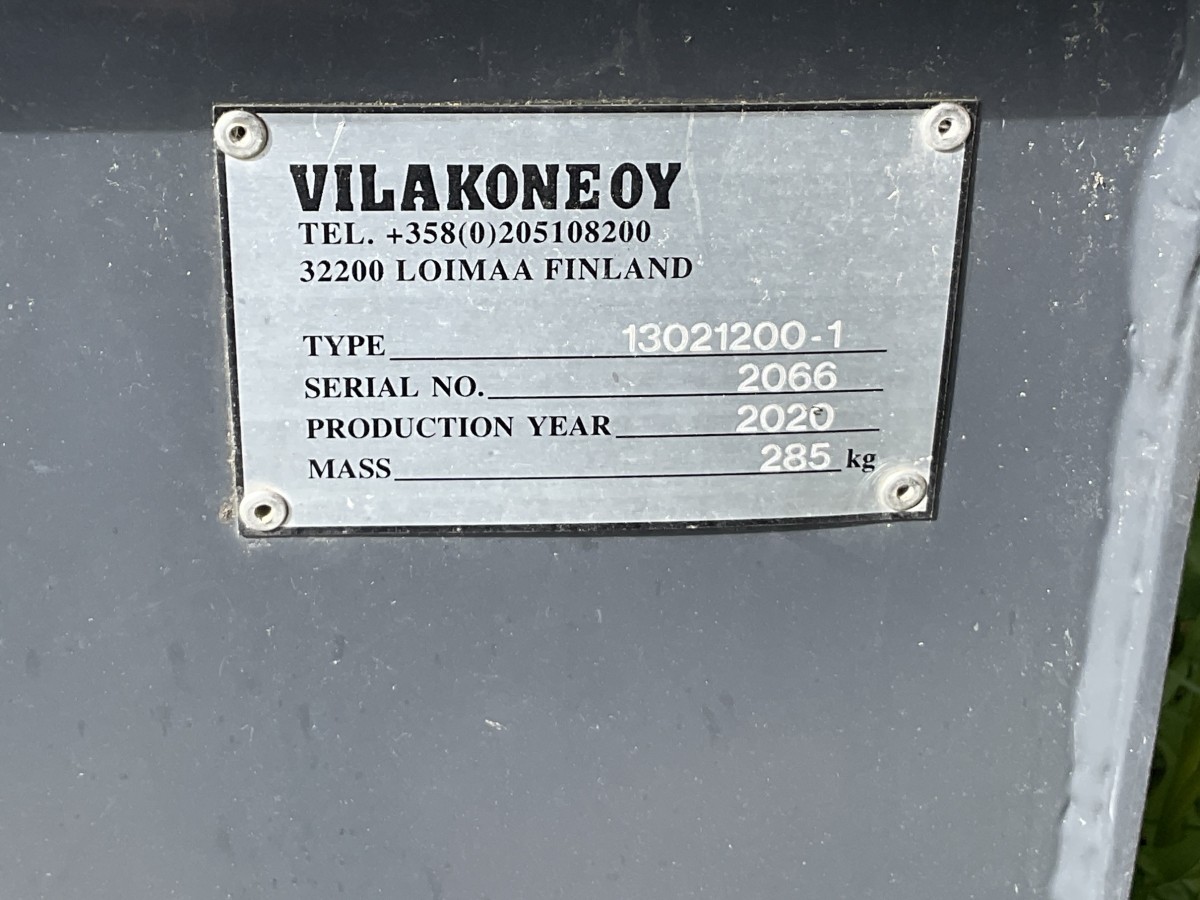 VILAKONE OY
TEL. +358(0)205108200
32200 LOIMAA FINLAND
TYPE 13021200-1
SERIAL NO. 2066
PRODUCTION YEAR 2020
MASS 285 kg